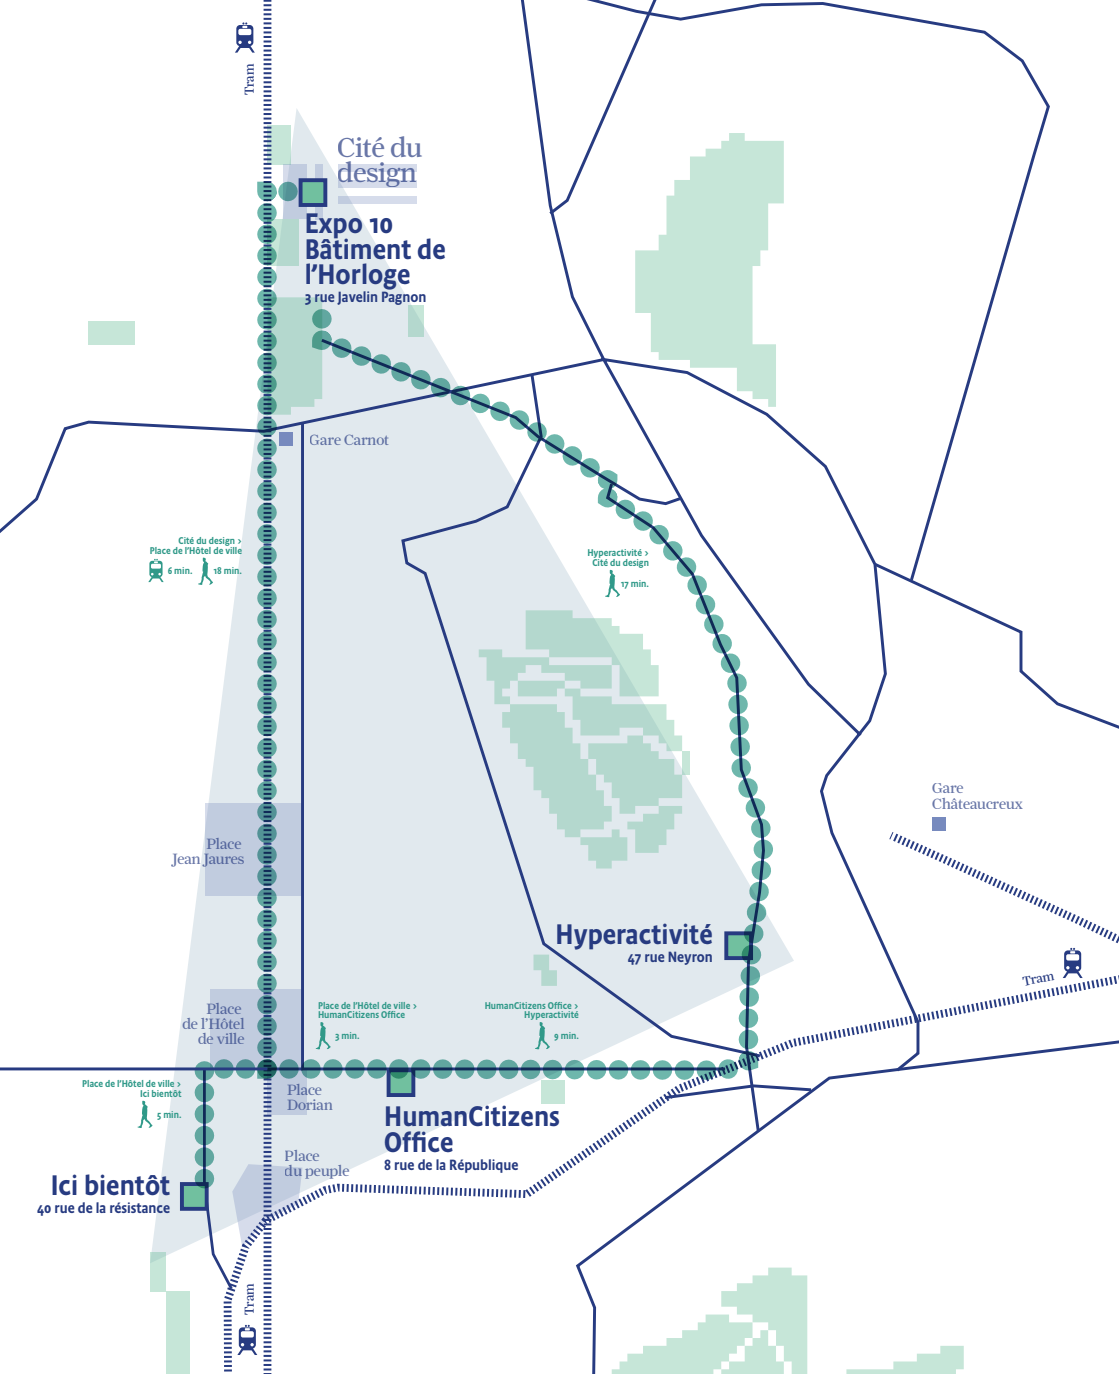 Tram
Cité du
design
Expo 10
Bâtiment de
l'Horloge
3 rue Javelin Pagnon
Gare Carnot
Cité du design >
Place de l'Hôtel de ville
6 min.
18 min.
Hyperactivité >
Cité du design
17 min.
Gare
Châteaucreux
Place
Jean Jaures
Hyperactivité
47 rue Neyron
Tram
Place
de l'Hôtel
de ville
Place de l'Hôtel de ville >
HumanCitizens Office
3 min.
HumanCitizens Office >
Hyperactivité
9 min.
Place de l'Hôtel de ville >
Ici bientôt
5 min.
Place
Dorian
HumanCitizens
Office
8 rue de la République
Place
du peuple
Ici bientôt
40 rue de la résistance
Tram